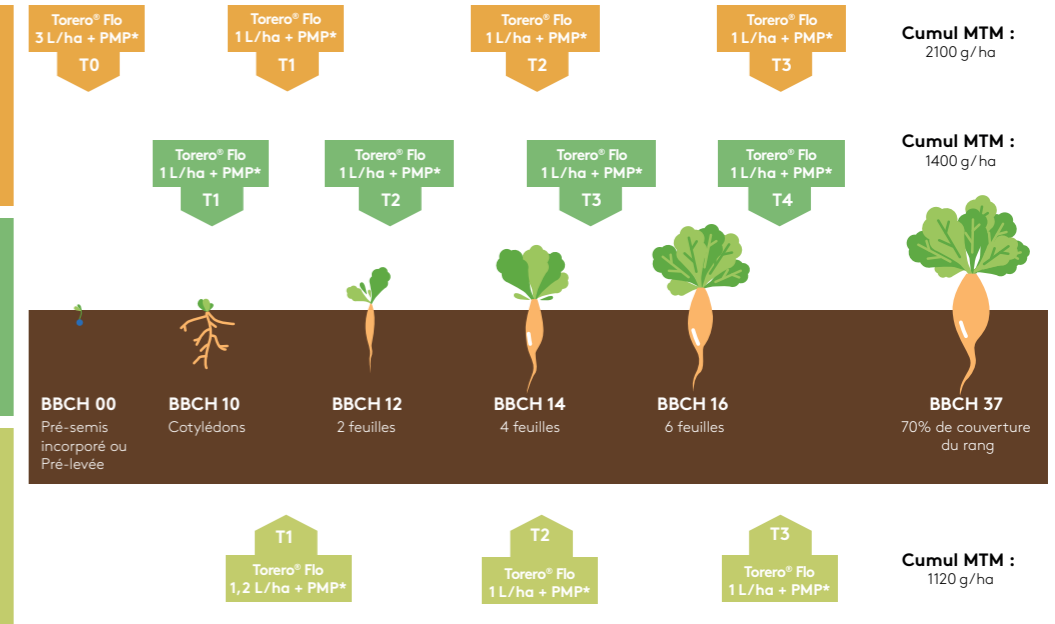 Torero® Flo
3 L/ha + PMP*
T0
Torero® Flo
1 L/ha + PMP*
T1
Torero® Flo
1 L/ha + PMP*
T2
Torero® Flo
1 L/ha + PMP*
T3
Cumul MTM :
2100 g/ha
Torero® Flo
1 L/ha + PMP*
T1
Torero® Flo
1 L/ha + PMP*
T2
Torero® Flo
1 L/ha + PMP*
T3
Torero® Flo
1 L/ha + PMP*
T4
Cumul MTM :
1400 g/ha
BBCH 00
Pré-semis
incorporé ou
Pré-levée
BBCH 10
Cotylédons
BBCH 12
2 feuilles
BBCH 14
4 feuilles
BBCH 16
6 feuilles
BBCH 37
70% de couverture
du rang
T1
Torero® Flo
1,2 L/ha + PMP*
T2
Torero® Flo
1 L/ha + PMP*
T3
Torero® Flo
1 L/ha + PMP*
Cumul MTM :
1120 g/ha